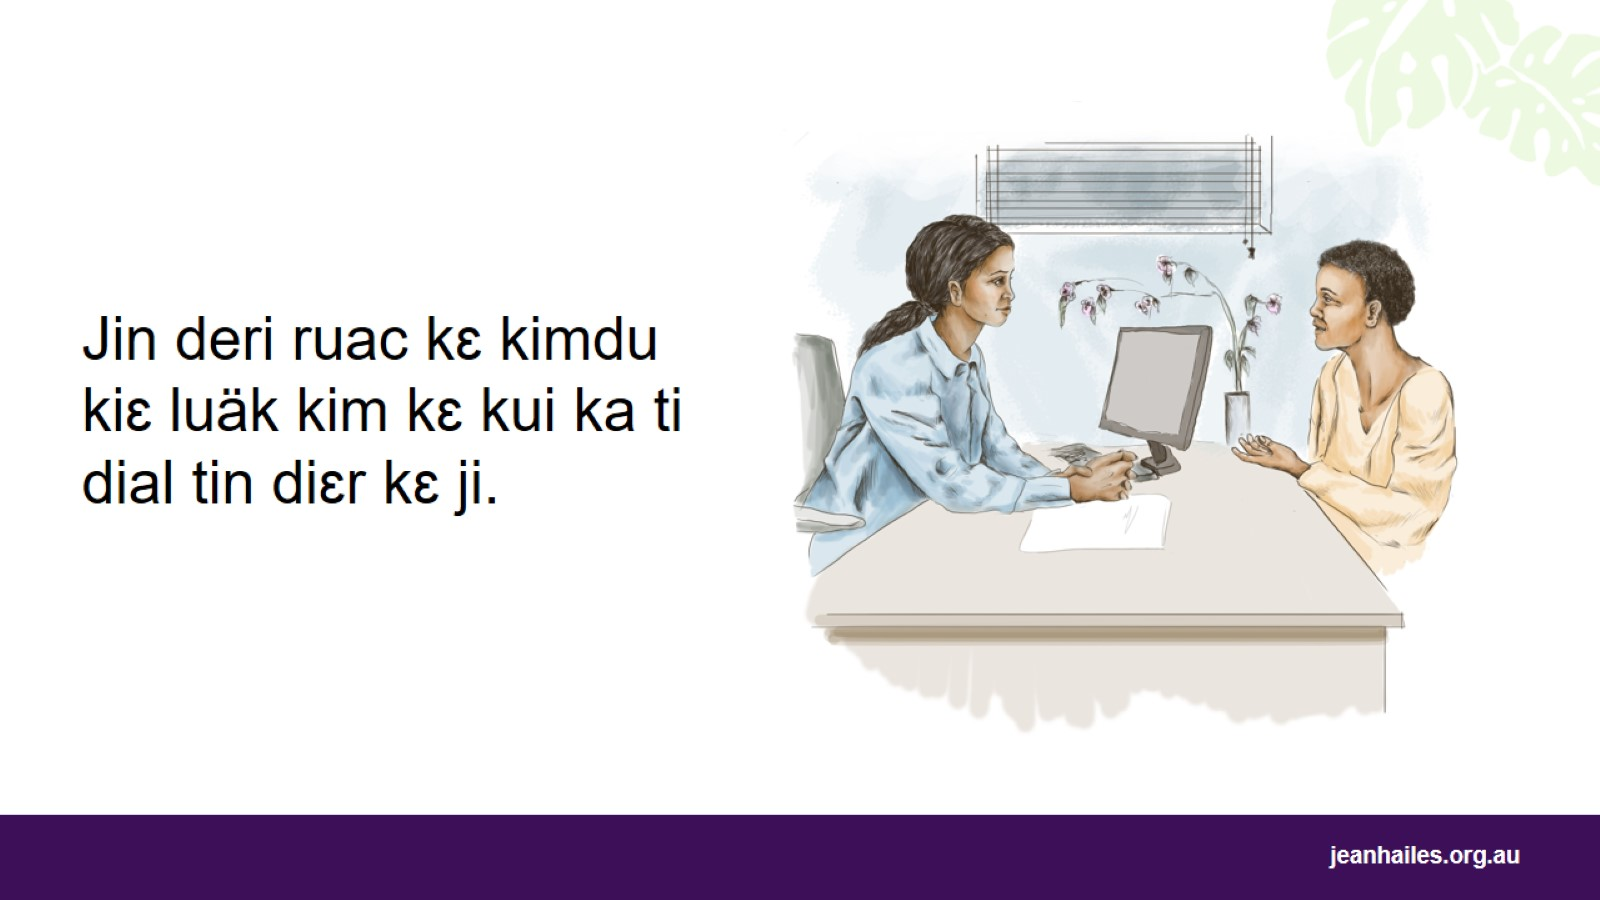 Jin deri ruac kɛ kimdu
kiɛ luäk kim kɛ kui ka ti
dial tin diɛr kɛ ji.
jeanhailes.org.au